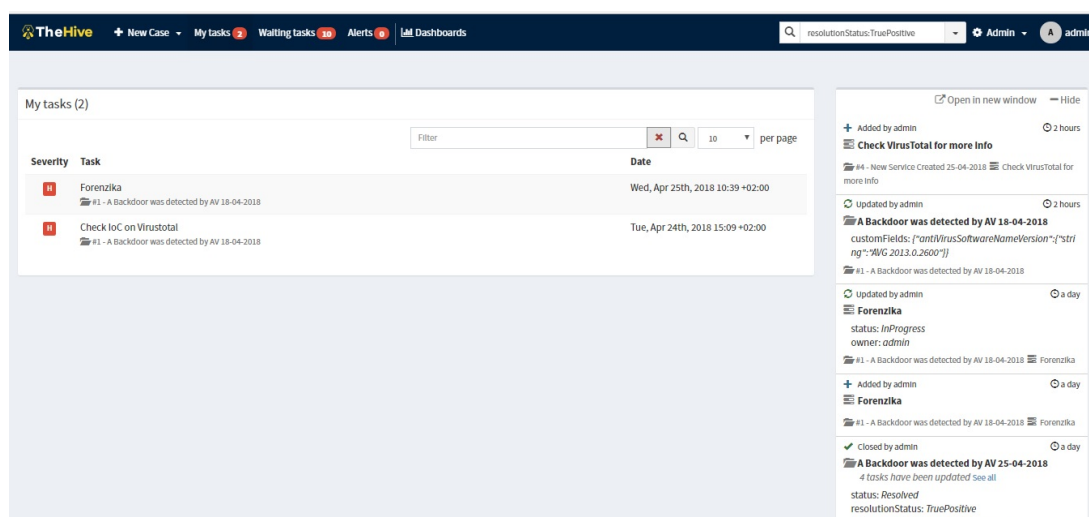 TheHive + New Case My tasks 2 Waiting tasks 10 Alerts 0 Dashboards resolutionStatus:TruePositive Admin A admin
My tasks (2)
Filter 10 per page
Severity Task Date
H Forenzika Wed, Apr 25th, 2018 10:39 +02:00
#1 - A Backdoor was detected by AV 18-04-2018
H Check IoC on Virustotal Tue, Apr 24th, 2018 15:09 +02:00
#1 - A Backdoor was detected by AV 18-04-2018
Open in new window Hide
+ Added by admin 2 hours
Check VirusTotal for more Info
#4 - New Service Created 25-04-2018 Check VirusTotal for
more Info
Updated by admin 2 hours
A Backdoor was detected by AV 18-04-2018
customFields: {"antiVirusSoftwareNameVersion":{"stri
ng":"AVG 2013.0.2600"}}
#1 - A Backdoor was detected by AV 18-04-2018
Updated by admin a day
Forenzika
status: InProgress
owner: admin
#1 - A Backdoor was detected by AV 18-04-2018 Forenzika
+ Added by admin a day
Forenzika
#1 - A Backdoor was detected by AV 18-04-2018 Forenzika
Closed by admin a day
A Backdoor was detected by AV 25-04-2018
4 tasks have been updated See all
status: Resolved
resolutionStatus: TruePositive